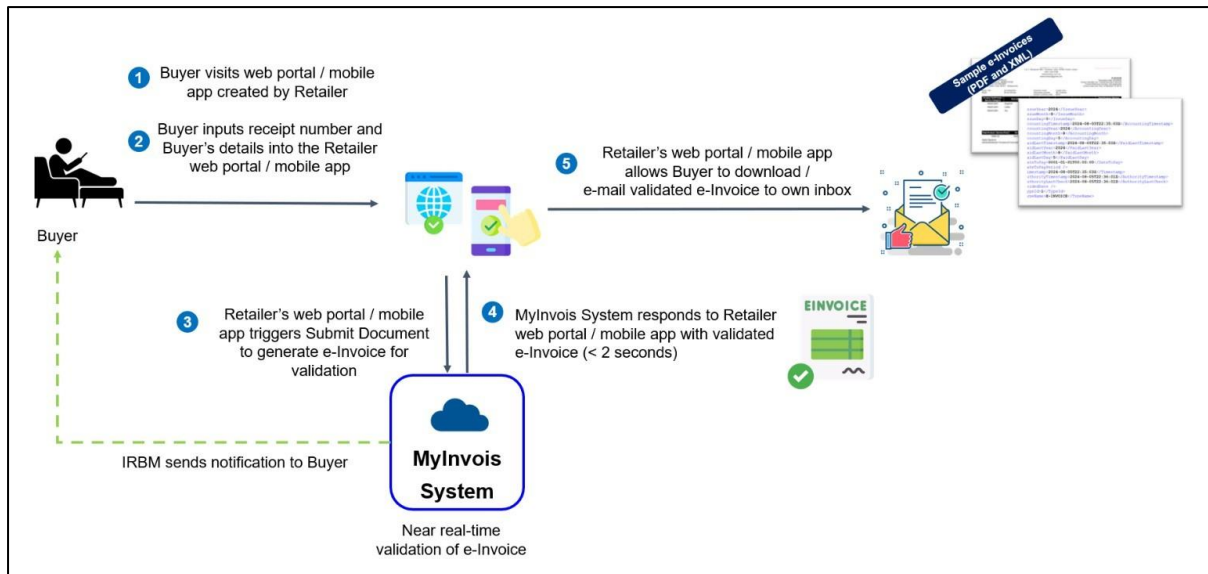 1
Buyer visits web portal / mobile
app created by Retailer
2
Buyer inputs receipt number and
Buyer's details into the Retailer
web portal / mobile app
Buyer
5
Retailer's web portal / mobile app
allows Buyer to download /
e-mail validated e-Invoice to own inbox
Sample e-Invoices
(PDF and XML)
3
Retailer's web portal / mobile
app triggers Submit Document
to generate e-Invoice for
validation
4
MyInvois System responds to Retailer
web portal / mobile app with validated
e-Invoice (< 2 seconds)
EINVOICE
IRBM sends notification to Buyer
MyInvois
System
Near real-time
validation of e-Invoice